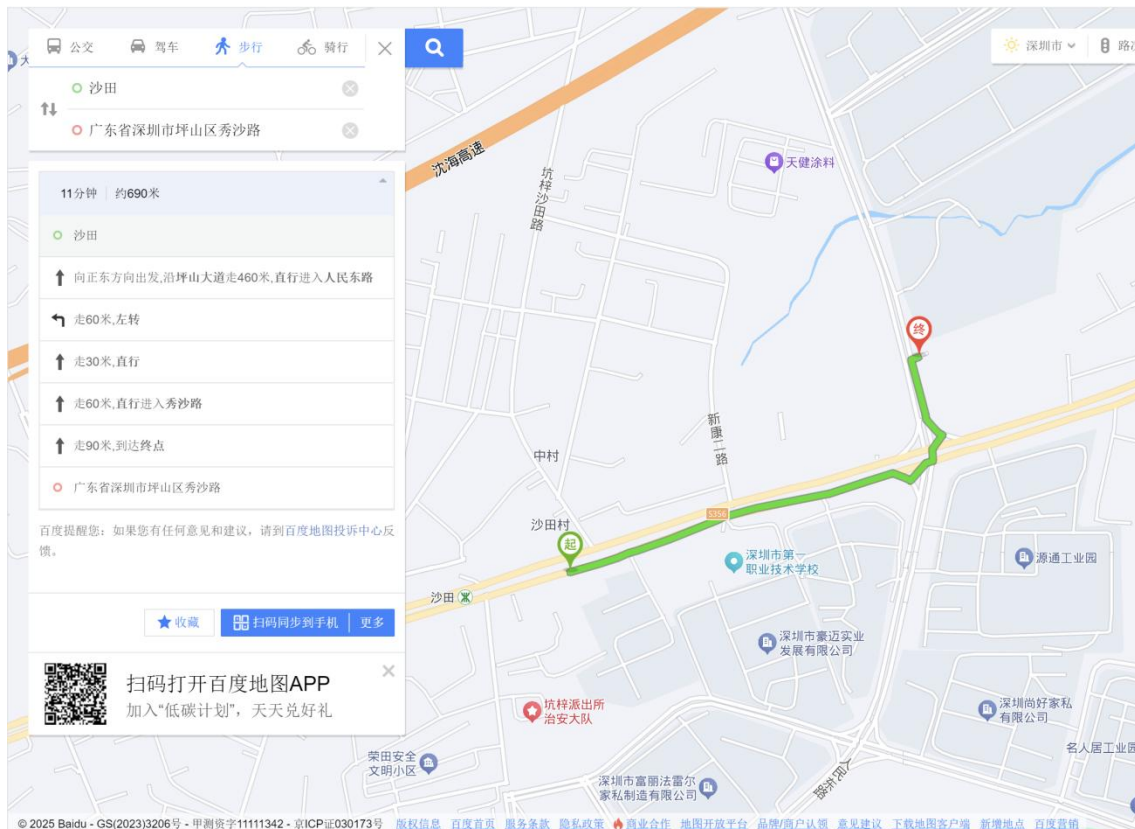 公交
驾车
步行
骑行
深圳市
沙田
广东省深圳市坪山区秀沙路
11分钟
约690米
沙田
向正东方向出发,沿坪山大道走460米,直行进入人民东路
走60米,左转
走30米,直行
走60米,直行进入秀沙路
走90米,到达终点
广东省深圳市坪山区秀沙路
百度提醒您：如果您有任何意见和建议，请到百度地图投诉中心反
馈。
收藏
扫码同步到手机
更多
扫码打开百度地图APP
加入“低碳计划”，天天兑好礼
沈海高速
坑梓沙田路
天健涂料
终
新康二路
中村
S356
沙田村
起
沙田
深圳市第一
职业技术学校
源通工业园
深圳市豪迈实业
发展有限公司
坑梓派出所
治安大队
深圳尚好家私
有限公司
名人居工业园
荣田安全
文明小区
人民东路
深圳市富丽法雷尔
家私制造有限公司
© 2025 Baidu - GS(2023)3206号 - 甲测资字11111342 - 京ICP证030173号
版权信息 百度首页 服务条款 隐私政策 商业合作 地图开放平台 品牌/商户认领 意见建议 下载地图客户端 新增地点 百度营销